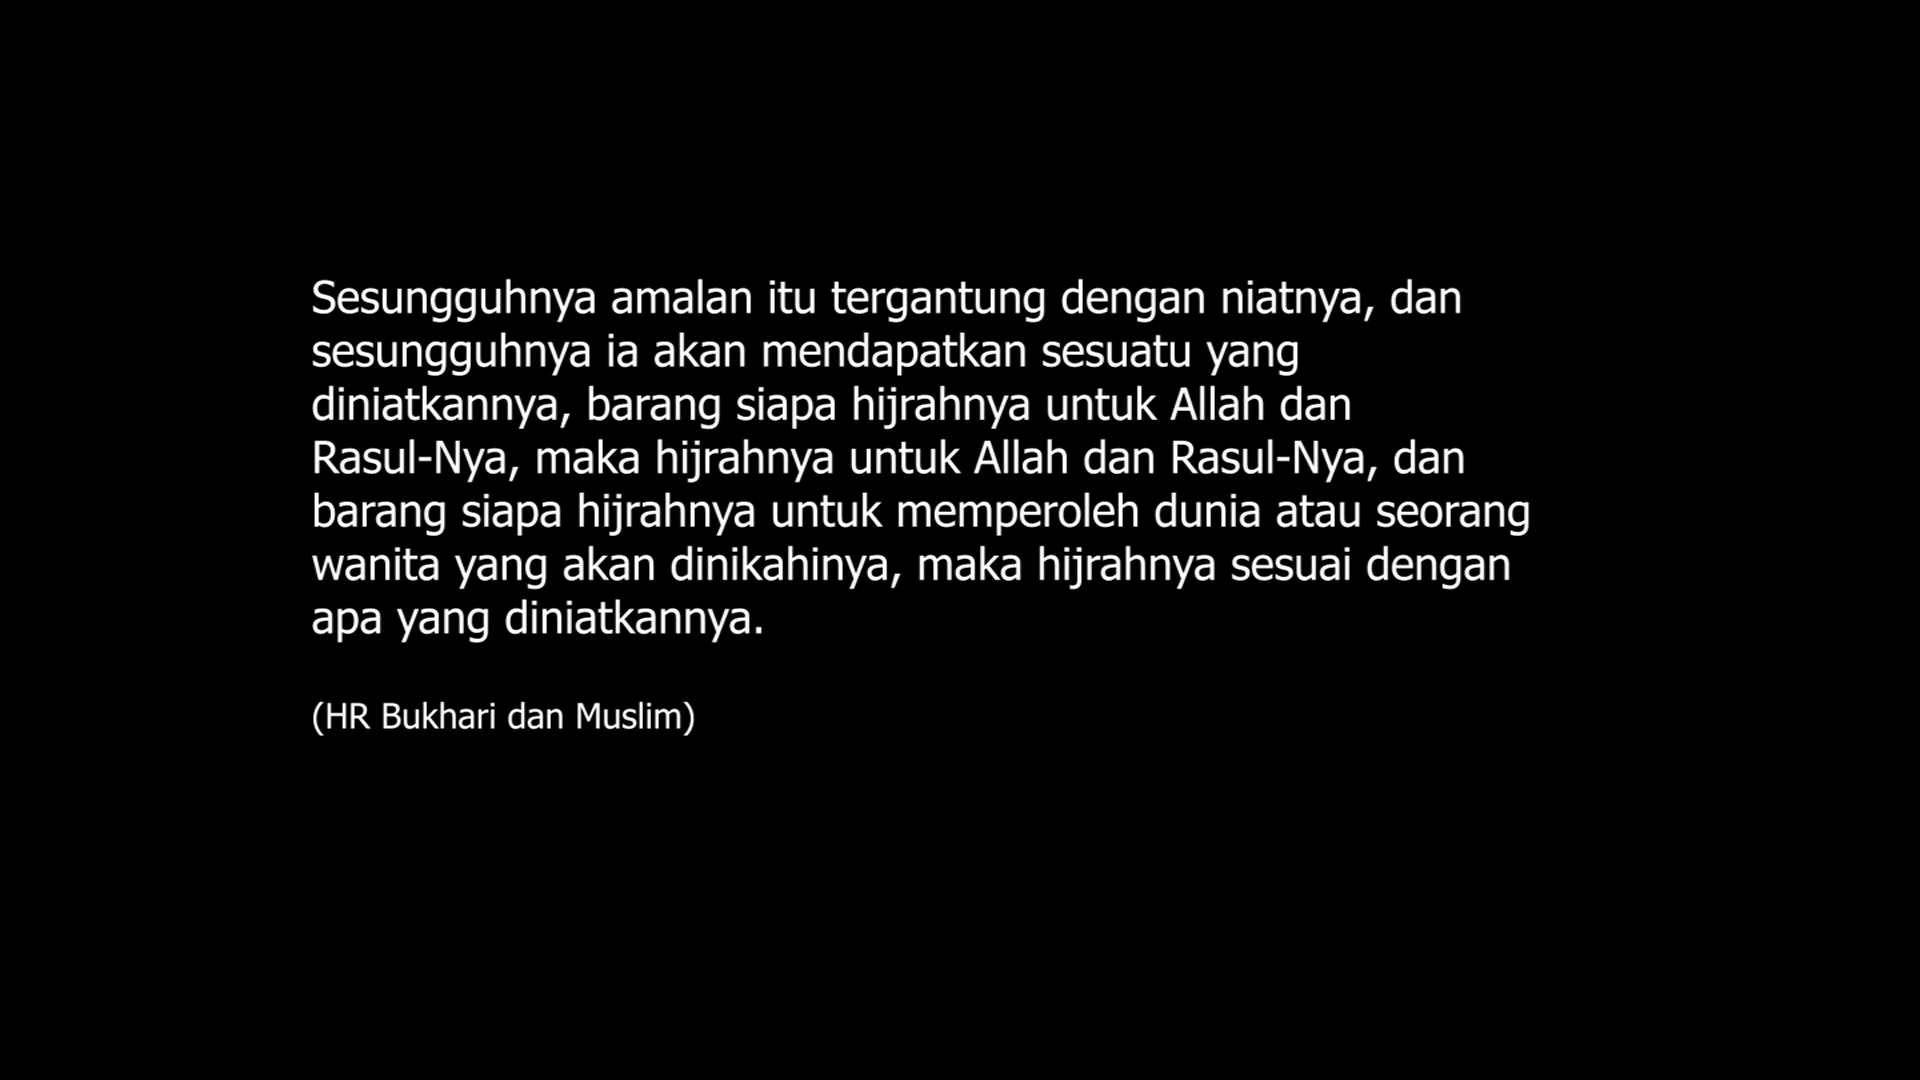 Sesungguhnya amalan itu tergantung dengan niatnya, dan
sesungguhnya ia akan mendapatkan sesuatu yang
diniatkannya, barang siapa hijrahnya untuk Allah dan
Rasul-Nya, maka hijrahnya untuk Allah dan Rasul-Nya, dan
barang siapa hijrahnya untuk memperoleh dunia atau seorang
wanita yang akan dinikahinya, maka hijrahnya sesuai dengan
apa yang diniatkannya.
(HR Bukhari dan Muslim)